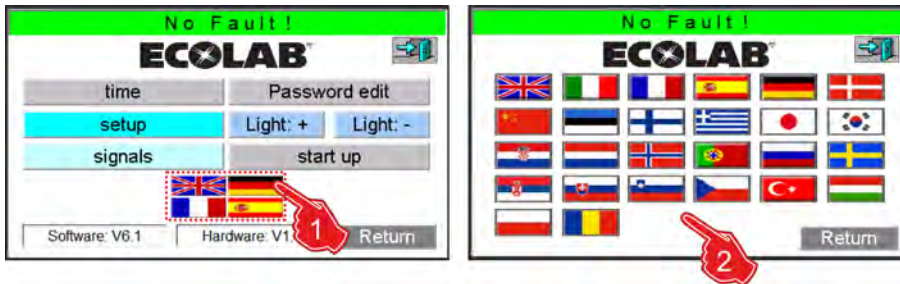 No Fault!
ECOLAB®
time
Password edit
setup
Light: +
Light: -
signals
start up
1
Software: V6.1
Hardware: V1.
Return
No Fault!
ECOLAB®
2
Return